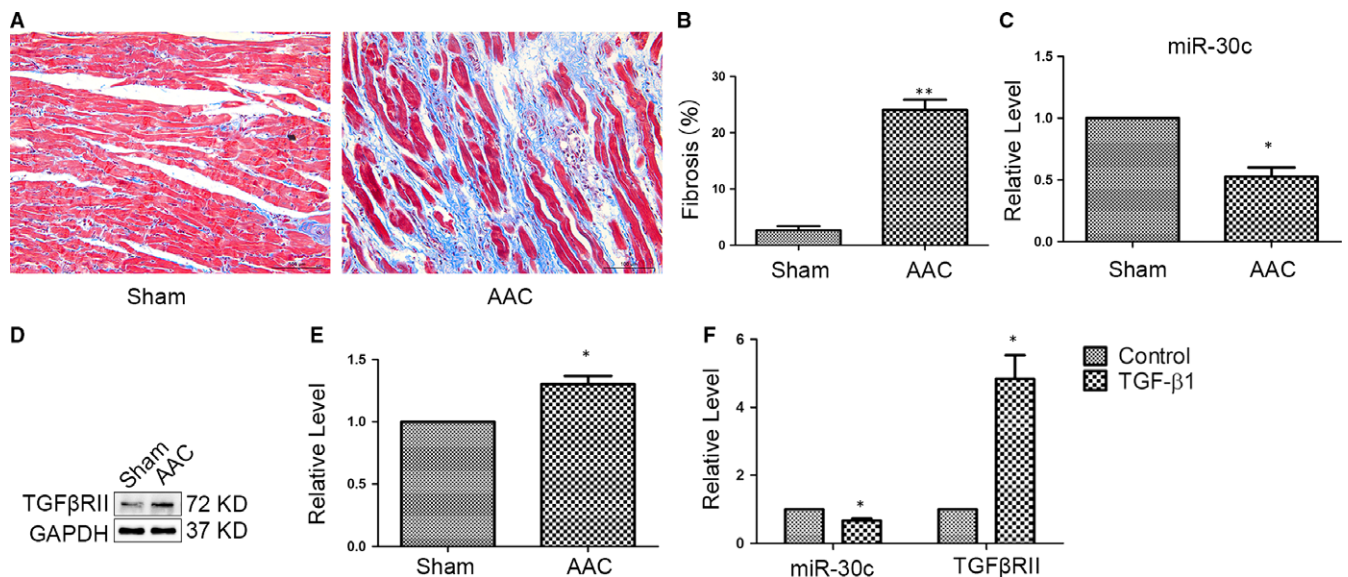 A
Sham
AAC
B
Fibrosis (%)
30
20
10
0
**
Sham
AAC
C
miR-30c
Relative Level
1.5
1.0
0.5
0.0
*
Sham
AAC
D
Sham
AAC
TGFβRII
72 KD
GAPDH
37 KD
E
Relative Level
1.5
1.0
0.5
0.0
*
Sham
AAC
F
Relative Level
6
4
2
0
*
*
miR-30c
TGFβRII
Control
TGF-β1